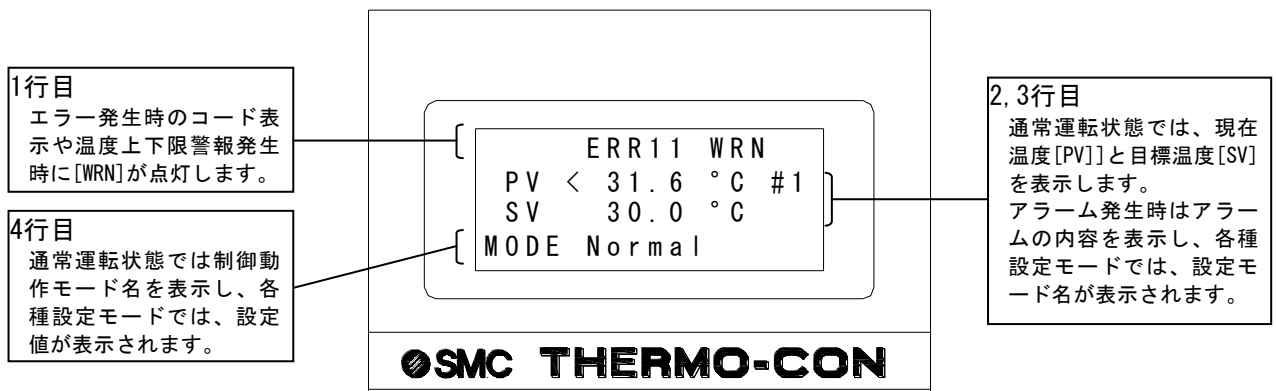 1行目
エラー発生時のコード表
示や温度上下限警報発生
時に[WRN]が点灯します。
4行目
通常運転状態では制御動
作モード名を表示し、各
種設定モードでは、設定
値が表示されます。
ERR11 WRN
PV < 31.6 °C #1
SV 30.0 °C
MODE Normal
2,3行目
通常運転状態では、現在
温度[PV]]と目標温度[SV]
を表示します。
アラーム発生時はアラー
ムの内容を表示し、各種
設定モードでは、設定モ
ード名が表示されます。
SMC THERMO-CON